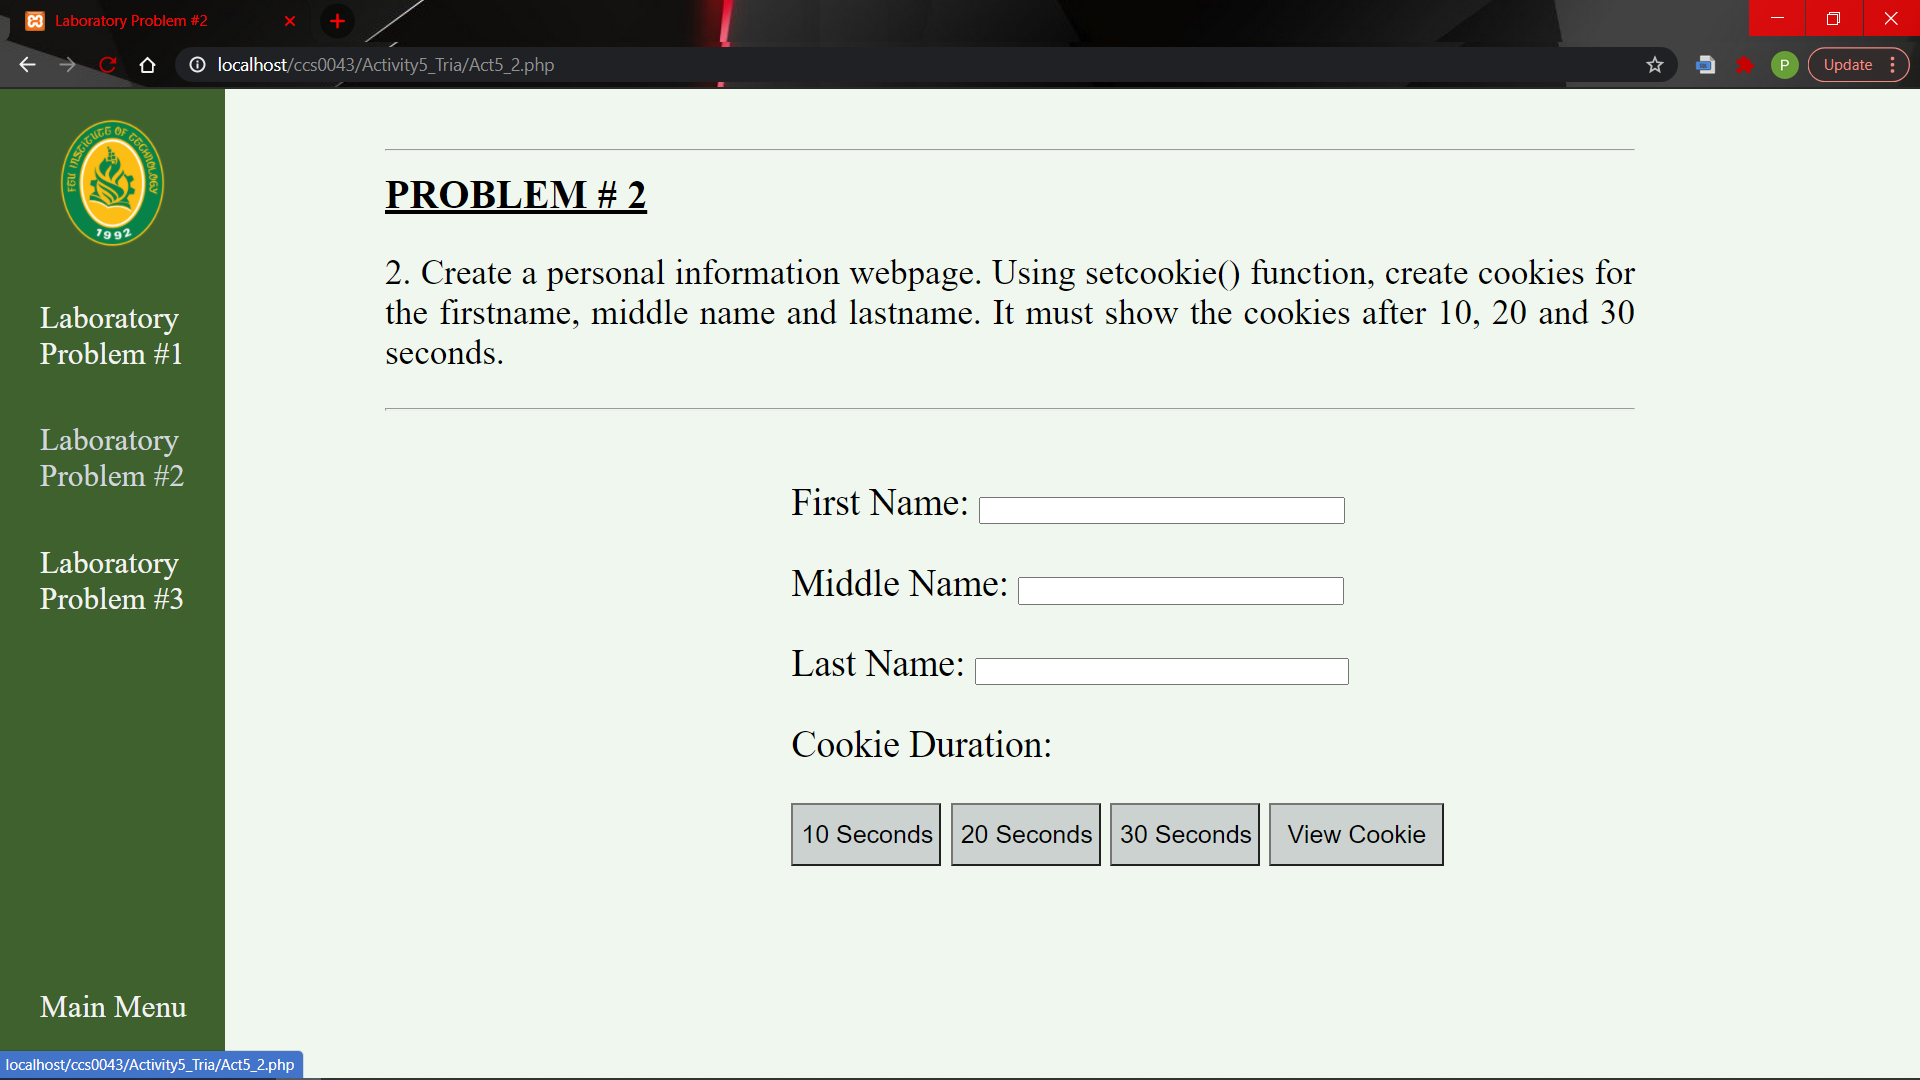 Laboratory Problem #2
localhost/ccs0043/Activity5_Tria/Act5_2.php
P
Update
FEU INSTITUTE OF TECHNOLOGY
1992
Laboratory
Problem #1
Laboratory
Problem #2
Laboratory
Problem #3
Main Menu
PROBLEM # 2
2. Create a personal information webpage. Using setcookie() function, create cookies for
the firstname, middle name and lastname. It must show the cookies after 10, 20 and 30
seconds.
First Name:
Middle Name:
Last Name:
Cookie Duration:
10 Seconds
20 Seconds
30 Seconds
View Cookie
localhost/ccs0043/Activity5_Tria/Act5_2.php